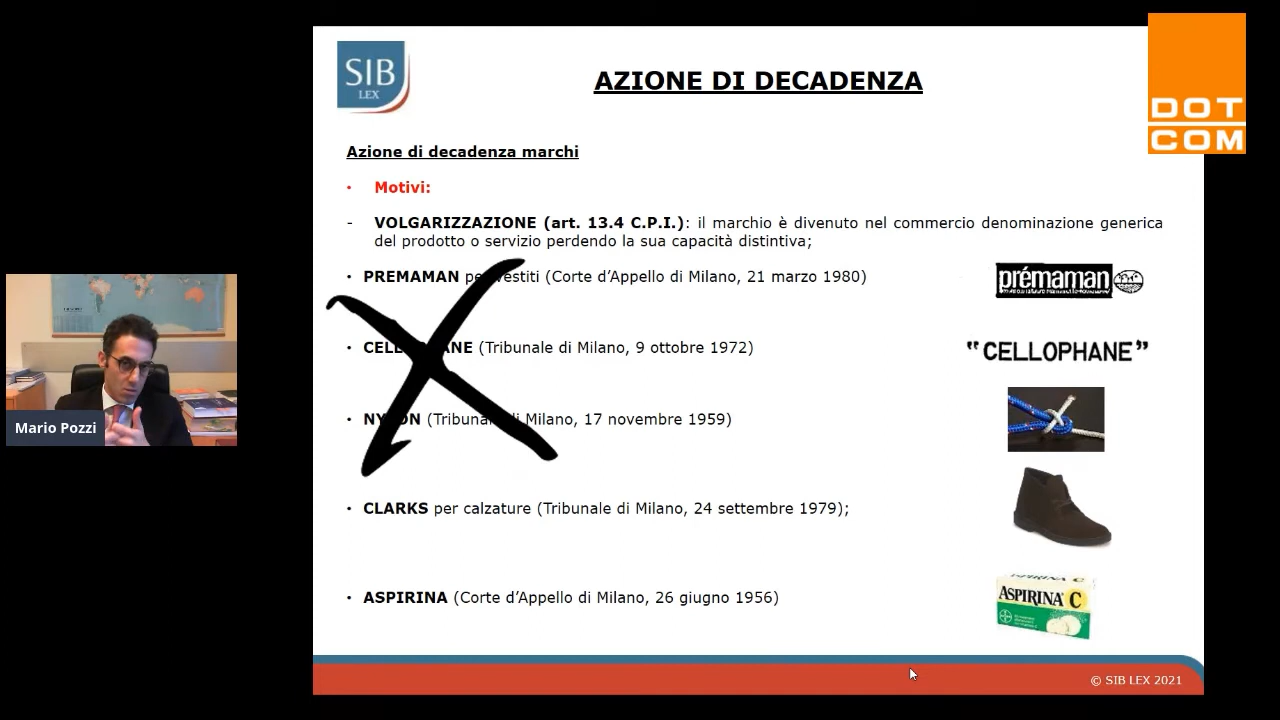 SIB
LEX
AZIONE DI DECADENZA
DOT
COM
Azione di decadenza marchi
• Motivi:
- VOLGARIZZAZIONE (art. 13.4 C.P.I.): il marchio è divenuto nel commercio denominazione generica
del prodotto o servizio perdendo la sua capacità distintiva;
• PREMAMAN per vestiti (Corte d’Appello di Milano, 21 marzo 1980)
prémaman
• CELLOPHANE (Tribunale di Milano, 9 ottobre 1972)
“CELLOPHANE”
• NYLON (Tribunale di Milano, 17 novembre 1959)
• CLARKS per calzature (Tribunale di Milano, 24 settembre 1979);
• ASPIRINA (Corte d’Appello di Milano, 26 giugno 1956)
ASPIRINA C
ASPIRINA C
Mario Pozzi
© SIB LEX 2021